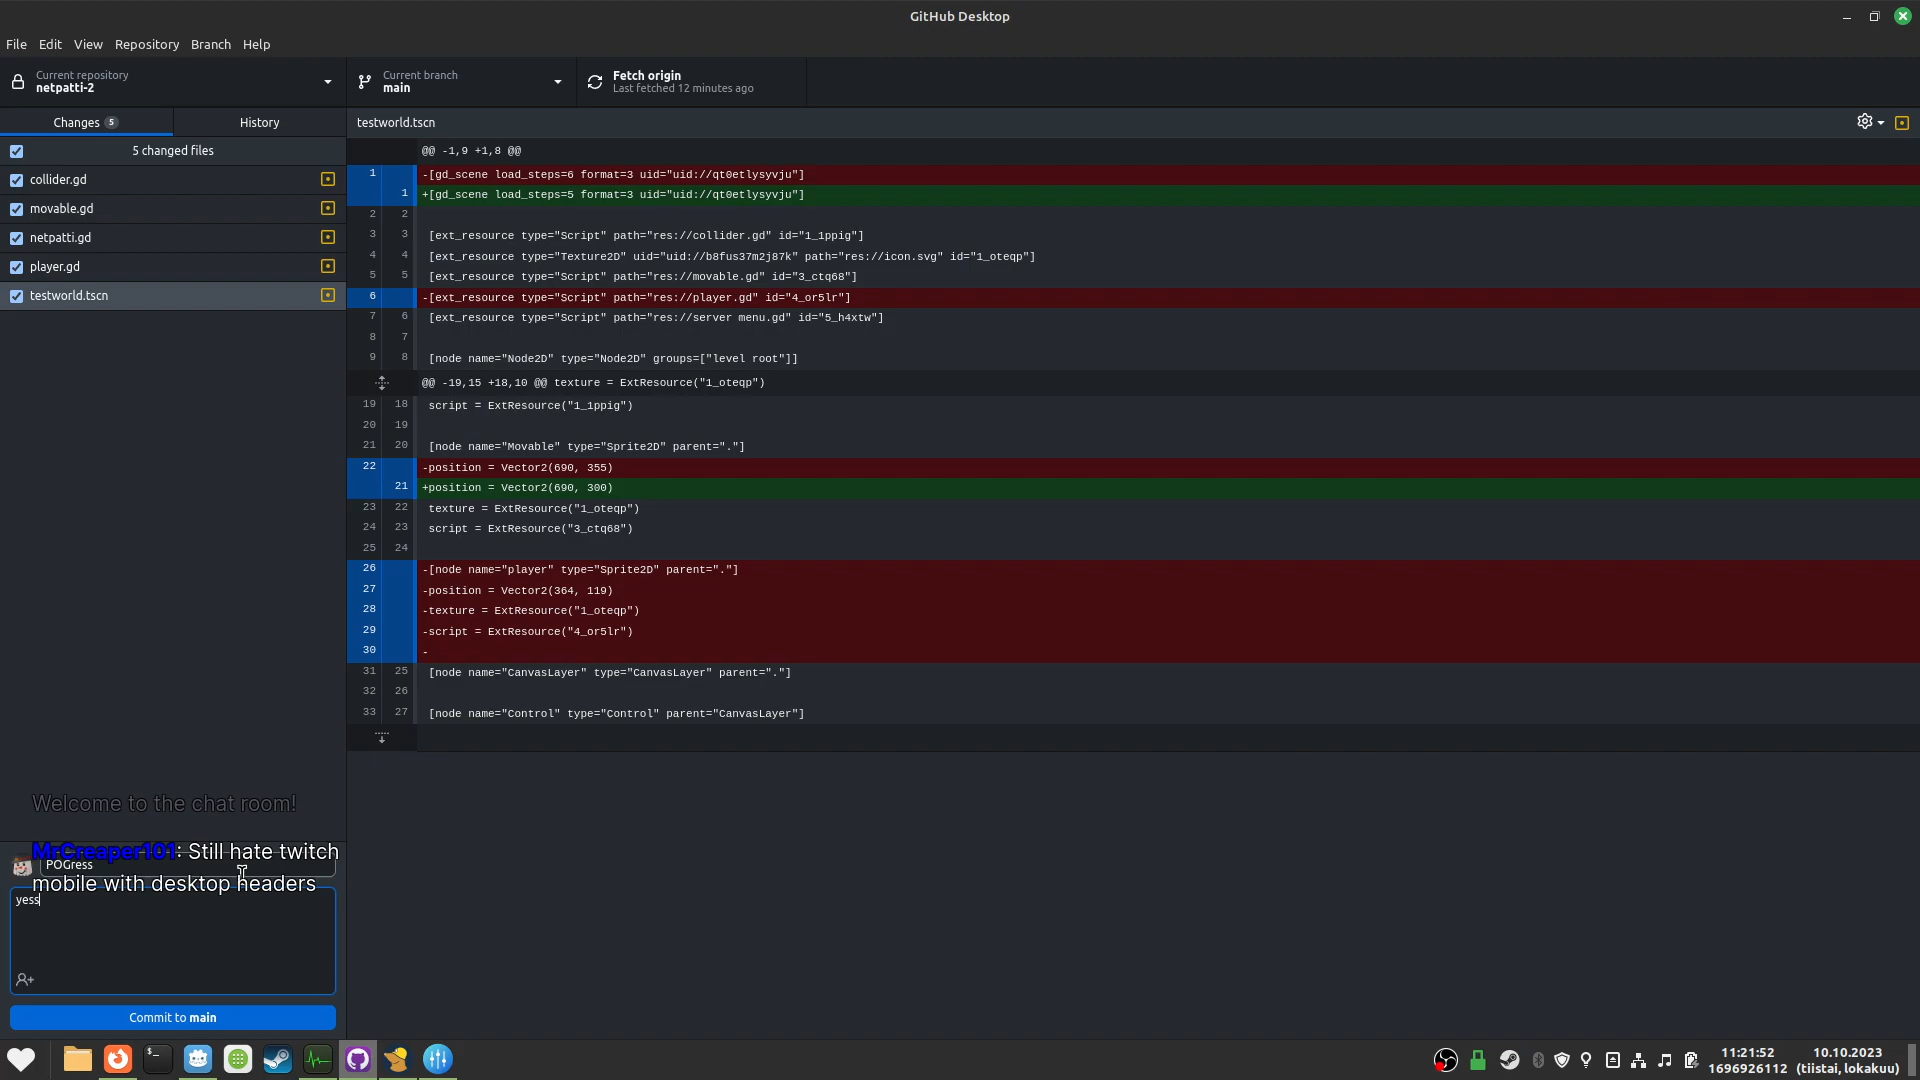 GitHub Desktop
File Edit View Repository Branch Help
Current repository
netpatti-2
Current branch
main
Fetch origin
Last fetched 12 minutes ago
Changes 5
History
testworld.tscn
5 changed files
collider.gd
movable.gd
netpatti.gd
player.gd
testworld.tscn
@@ -1,9 +1,8 @@
1 -[gd_scene load_steps=6 format=3 uid="uid://qt0etlysyvju"]
1 +[gd_scene load_steps=5 format=3 uid="uid://qt0etlysyvju"]
2 2
3 3 [ext_resource type="Script" path="res://collider.gd" id="1_1ppig"]
4 4 [ext_resource type="Texture2D" uid="uid://b8fus37m2j87k" path="res://icon.svg" id="1_oteqp"]
5 5 [ext_resource type="Script" path="res://movable.gd" id="3_ctq68"]
6 -[ext_resource type="Script" path="res://player.gd" id="4_or5lr"]
7 6 [ext_resource type="Script" path="res://server menu.gd" id="5_h4xtw"]
8 7
9 8 [node name="Node2D" type="Node2D" groups=["level root"]]
@@ -19,15 +18,10 @@ texture = ExtResource("1_oteqp")
19 18 script = ExtResource("1_1ppig")
20 19
21 20 [node name="Movable" type="Sprite2D" parent="."]
22 -position = Vector2(690, 355)
21 +position = Vector2(690, 300)
23 22 texture = ExtResource("1_oteqp")
24 23 script = ExtResource("3_ctq68")
25 24
26 -[node name="player" type="Sprite2D" parent="."]
27 -position = Vector2(364, 119)
28 -texture = ExtResource("1_oteqp")
29 -script = ExtResource("4_or5lr")
30 -
31 25 [node name="CanvasLayer" type="CanvasLayer" parent="."]
32 26
33 27 [node name="Control" type="Control" parent="CanvasLayer"]
Welcome to the chat room!
MrCreaper101: Still hate twitch
mobile with desktop headers
POGress
yess
Commit to main
11:21:52
1696926112
10.10.2023
(tiistai, lokakuu)